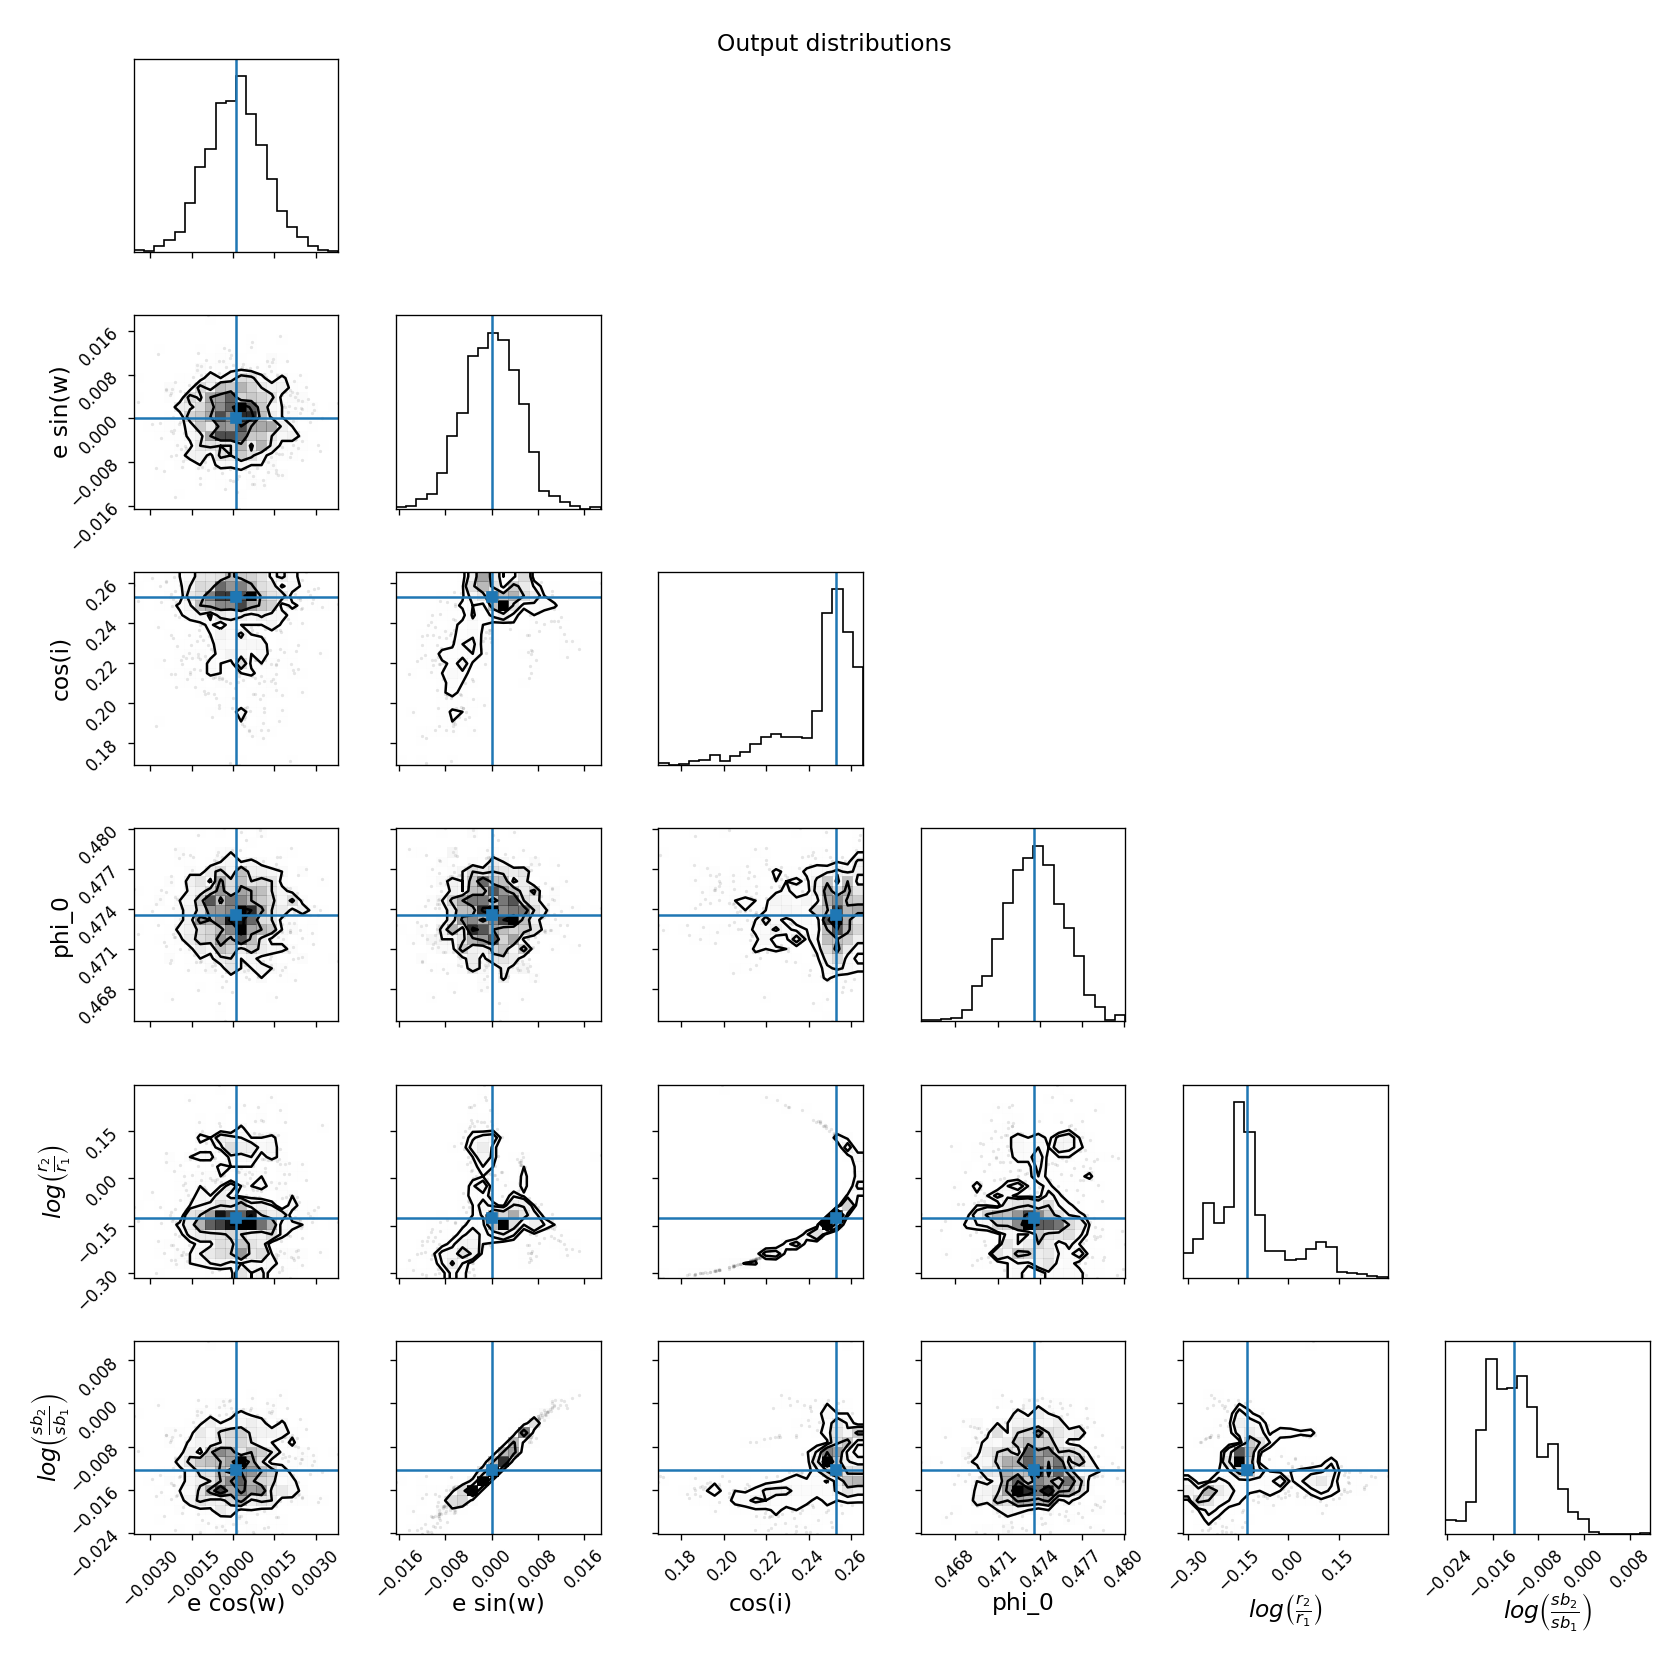 Output distributions
e sin(w)
0.016
0.008
0.000
−0.008
−0.016
cos(i)
0.26
0.24
0.22
0.20
0.18
phi_0
0.480
0.477
0.474
0.471
0.468
log(r₂/r₁)
0.15
0.00
−0.15
−0.30
log(sb₂/sb₁)
0.008
0.000
−0.008
−0.016
−0.024
−0.0030 −0.0015 0.0000 0.0015 0.0030
e cos(w)
−0.016 −0.008 0.000 0.008 0.016
e sin(w)
0.18 0.20 0.22 0.24 0.26
cos(i)
0.468 0.471 0.474 0.477 0.480
phi_0
−0.30 −0.15 0.00 0.15
log(r₂/r₁)
−0.024 −0.016 −0.008 0.000 0.008
log(sb₂/sb₁)